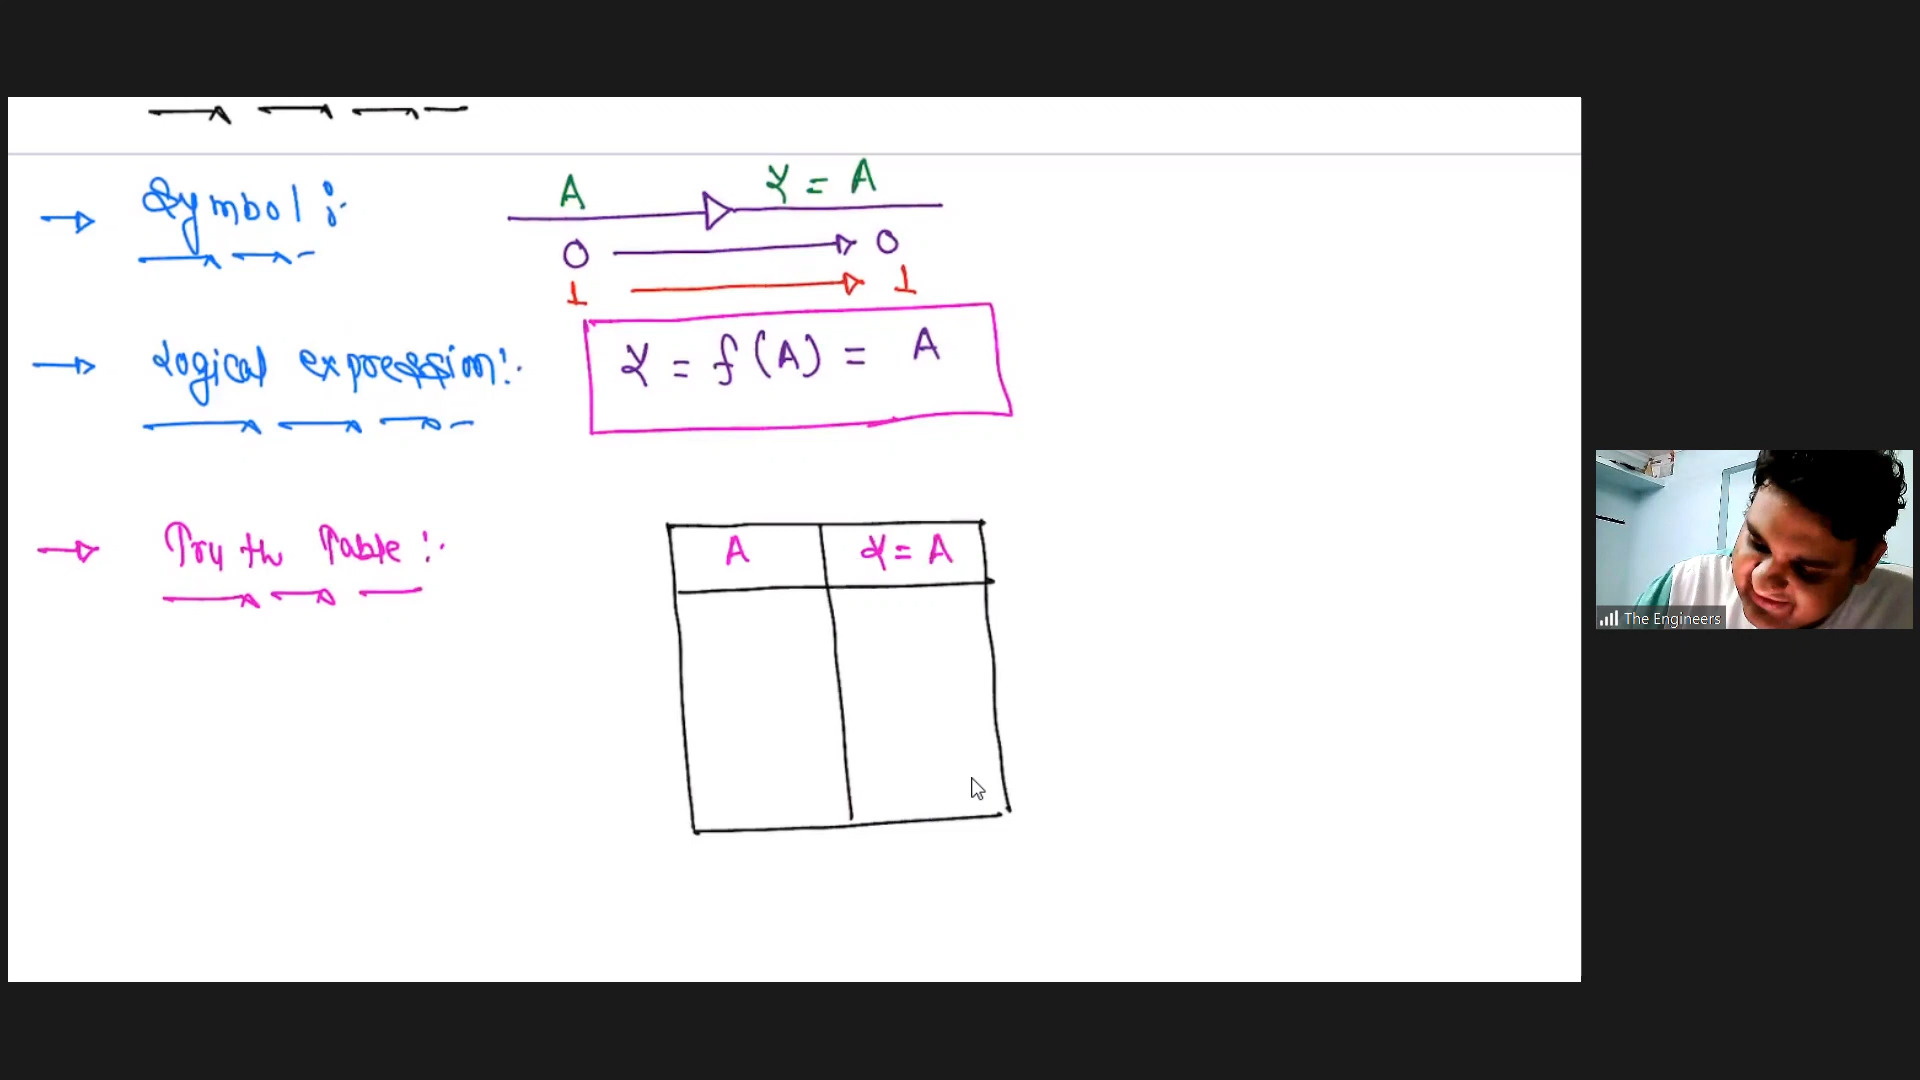 A Y = A
Symbol :-
0 → 0
1 → 1
Logical expression :-
Y = f (A) = A
Truth Table :-
A Y = A
The Engineers